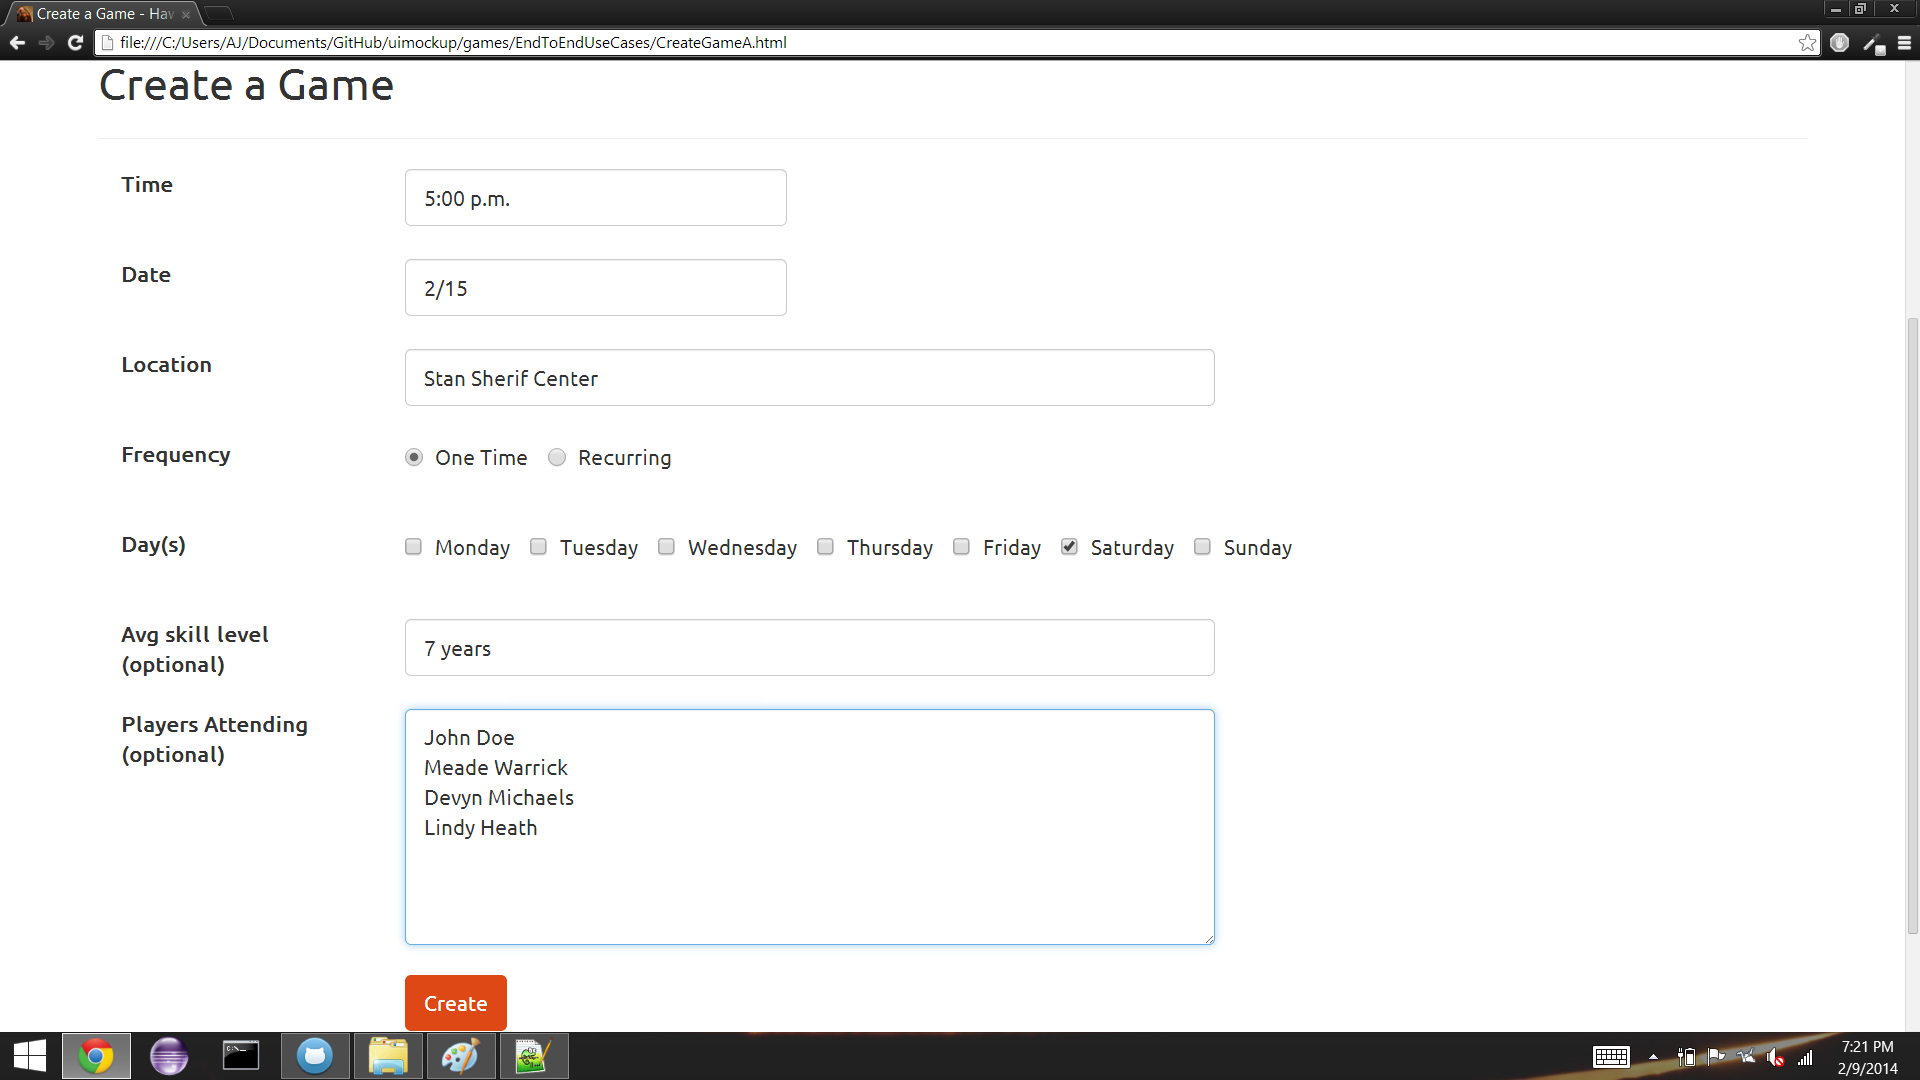 Create a Game - Hav
file:///C:/Users/AJ/Documents/GitHub/uimockup/games/EndToEndUseCases/CreateGameA.html
Create a Game
Time
5:00 p.m.
Date
2/15
Location
Stan Sherif Center
Frequency
One Time Recurring
Day(s)
Monday Tuesday Wednesday Thursday Friday Saturday Sunday
Avg skill level
(optional)
7 years
Players Attending
(optional)
John Doe
Meade Warrick
Devyn Michaels
Lindy Heath
Create
7:21 PM
2/9/2014